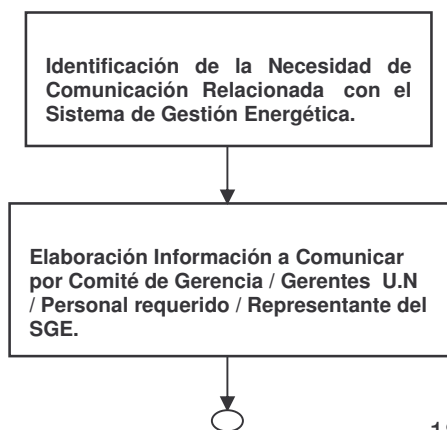 Identificación de la Necesidad de
Comunicación Relacionada con el
Sistema de Gestión Energética.
Elaboración Información a Comunicar
por Comité de Gerencia / Gerentes U.N
/ Personal requerido / Representante del
SGE.